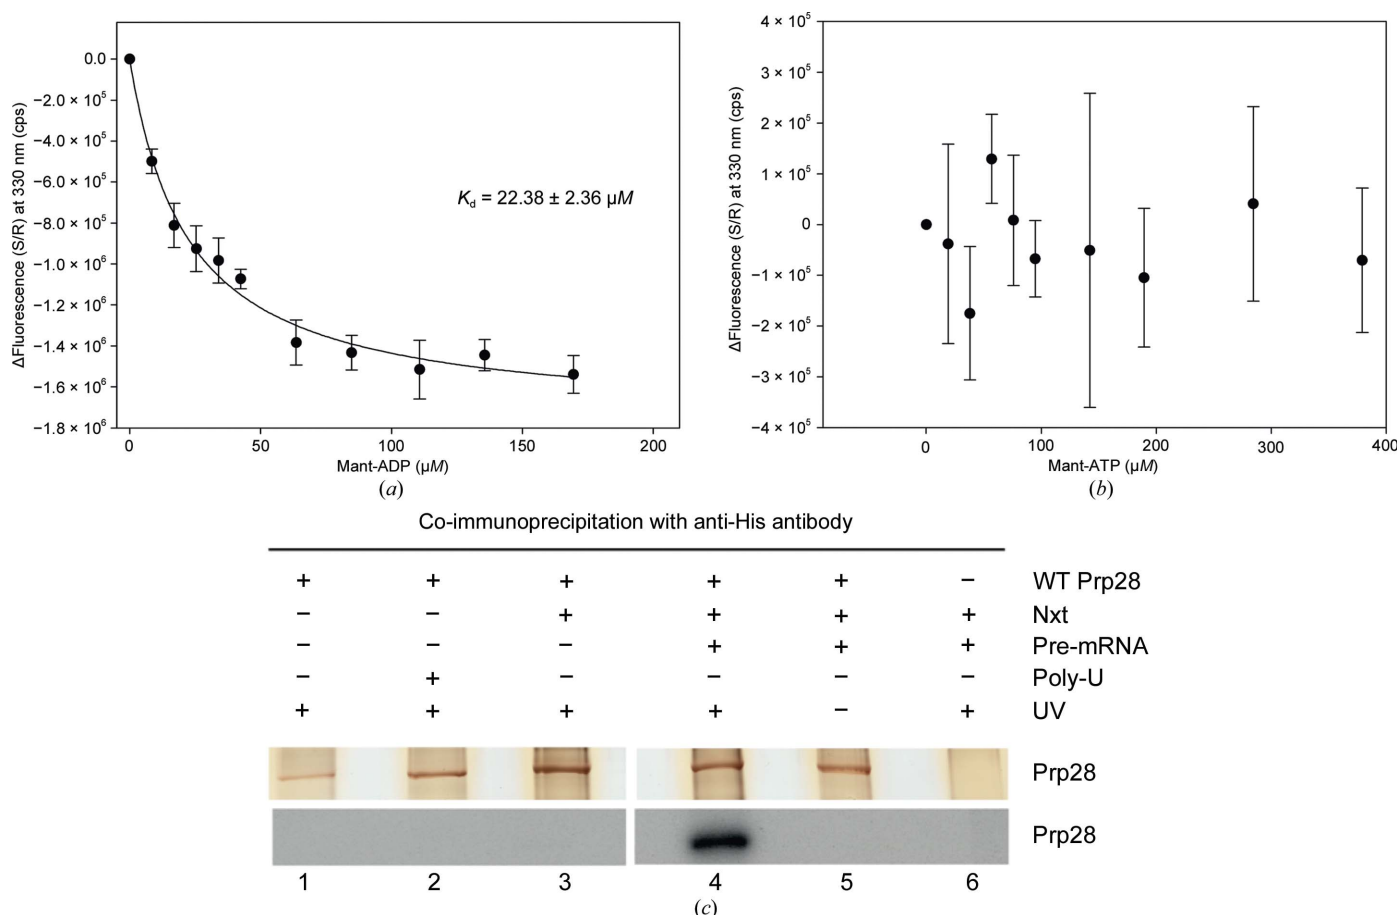 0.0
−2.0 × 10⁵
−4.0 × 10⁵
−6.0 × 10⁵
−8.0 × 10⁵
−1.0 × 10⁶
−1.2 × 10⁶
−1.4 × 10⁶
−1.6 × 10⁶
−1.8 × 10⁶
ΔFluorescence (S/R) at 330 nm (cps)
Kd = 22.38 ± 2.36 µM
0 50 100 150 200
Mant-ADP (µM)
(a)
4 × 10⁵
3 × 10⁵
2 × 10⁵
1 × 10⁵
0
−1 × 10⁵
−2 × 10⁵
−3 × 10⁵
−4 × 10⁵
ΔFluorescence (S/R) at 330 nm (cps)
0 100 200 300 400
Mant-ATP (µM)
(b)
Co-immunoprecipitation with anti-His antibody
+ + + + + − WT Prp28
− − + + + + Nxt
− − − + + + Pre-mRNA
− + − − − − Poly-U
+ + + + − + UV
Prp28
Prp28
1 2 3 4 5 6
(c)